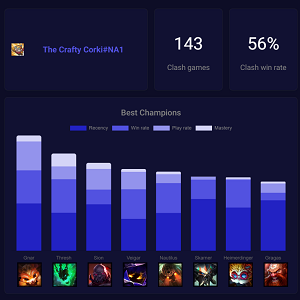 The Crafty Corki#NA1
143
Clash games
56%
Clash win rate
Best Champions
Recency
Win rate
Play rate
Mastery
Gnar
Thresh
Sion
Veigar
Nautilus
Skarner
Heimerdinger
Gragas